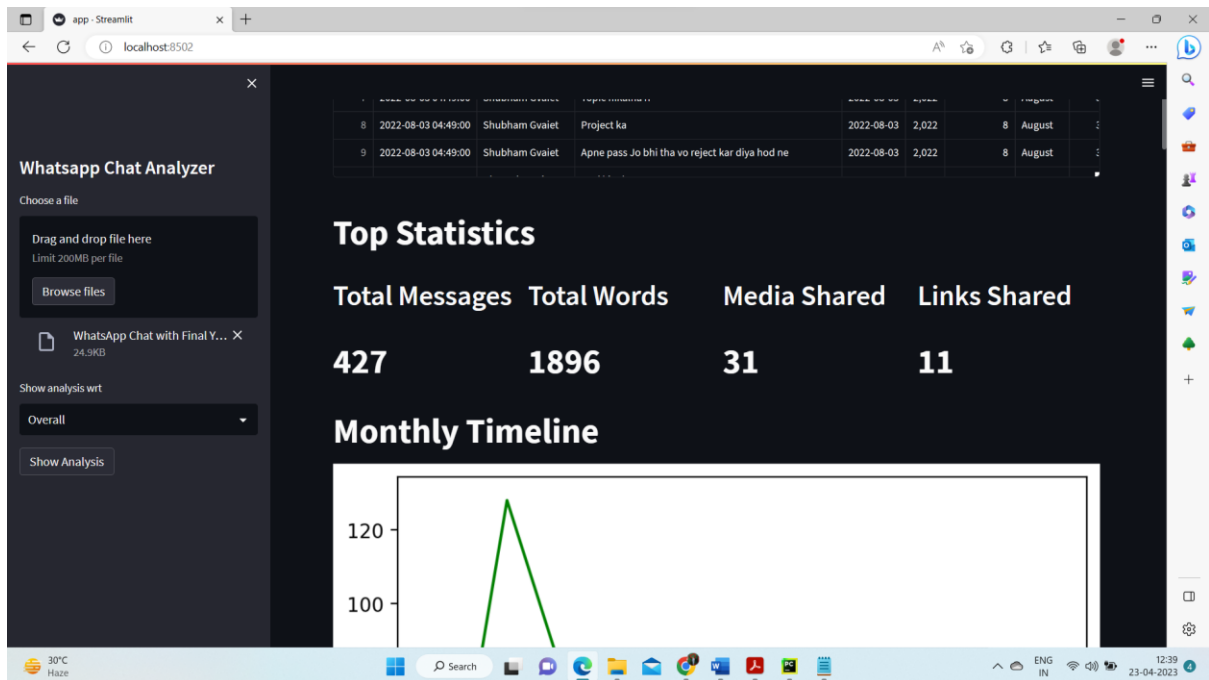 app · Streamlit
localhost:8502
Whatsapp Chat Analyzer
Choose a file
Drag and drop file here
Limit 200MB per file
Browse files
WhatsApp Chat with Final Y...
24.9KB
Show analysis wrt
Overall
Show Analysis
8 2022-08-03 04:49:00 Shubham Gvaiet Project ka 2022-08-03 2,022 8 August
9 2022-08-03 04:49:00 Shubham Gvaiet Apne pass Jo bhi tha vo reject kar diya hod ne 2022-08-03 2,022 8 August
Top Statistics
Total Messages Total Words Media Shared Links Shared
427 1896 31 11
Monthly Timeline
120
100
30°C
Haze
Search
ENG
IN
12:39
23-04-2023
4